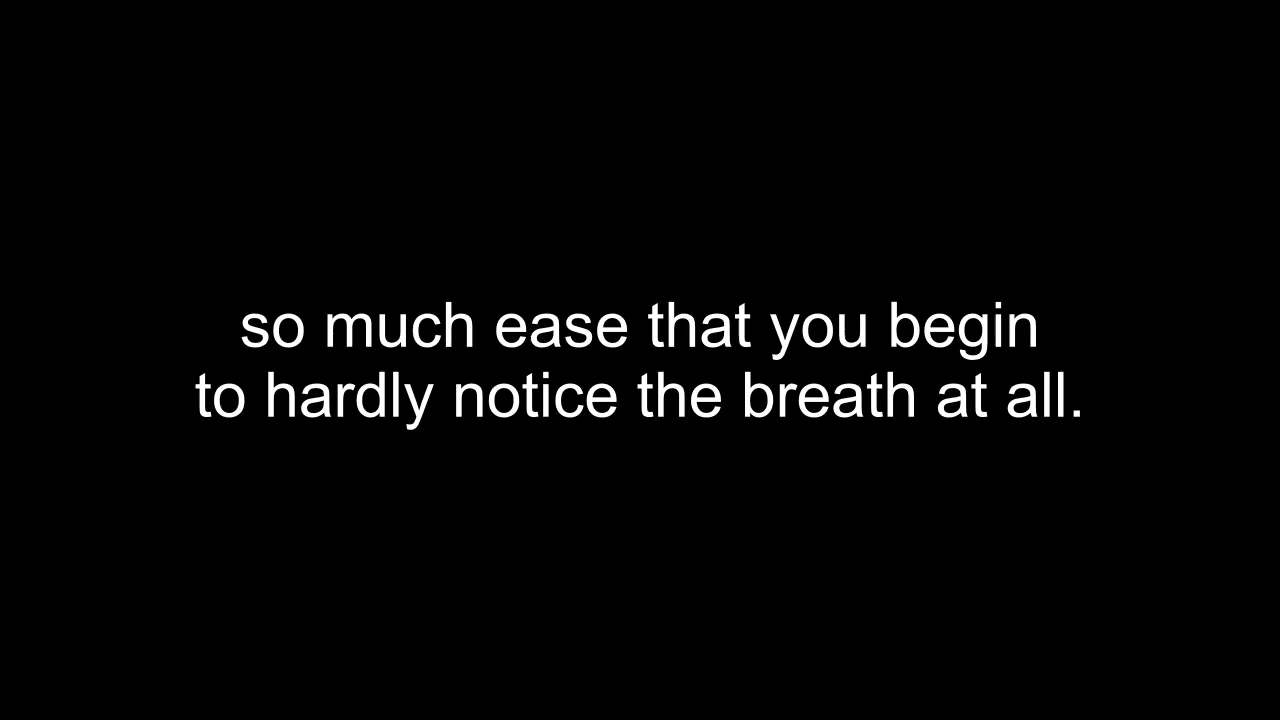 so much ease that you begin
to hardly notice the breath at all.